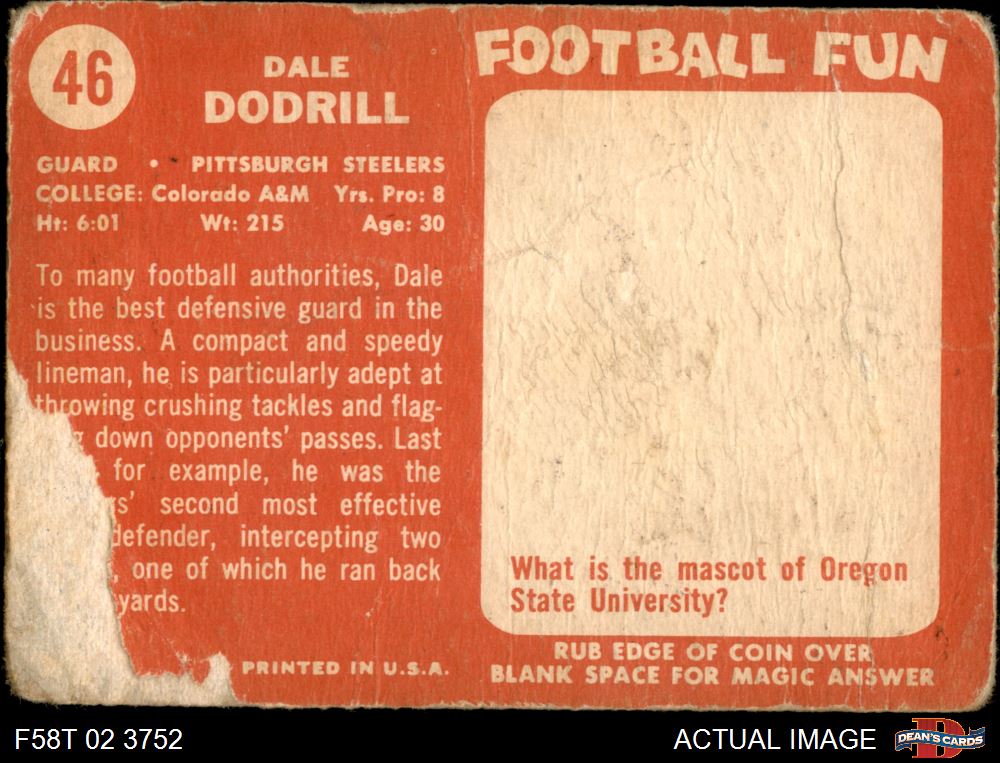 46
DALE
DODRILL
GUARD • PITTSBURGH STEELERS
COLLEGE: Colorado A&M Yrs. Pro: 8
Ht: 6:01 Wt: 215 Age: 30
To many football authorities, Dale
is the best defensive guard in the
business. A compact and speedy
lineman, he is particularly adept at
throwing crushing tackles and flag-
down opponents' passes. Last
for example, he was the
second most effective
defender, intercepting two
, one of which he ran back
yards.
PRINTED IN U.S.A.
FOOTBALL FUN
What is the mascot of Oregon
State University?
RUB EDGE OF COIN OVER
BLANK SPACE FOR MAGIC ANSWER
F58T 02 3752
ACTUAL IMAGE
DEAN'S CARDS